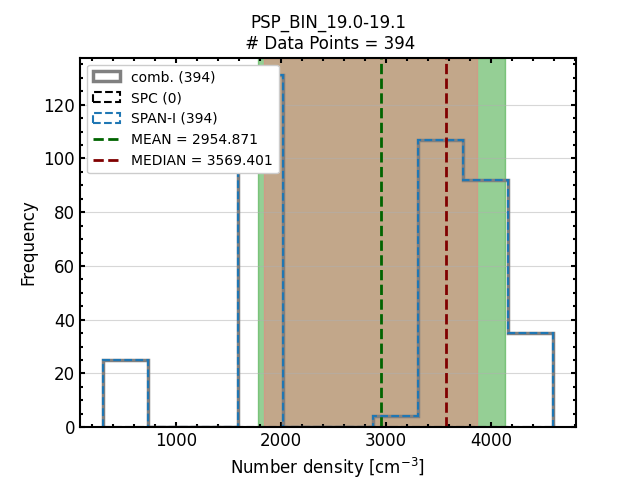 PSP_BIN_19.0-19.1
# Data Points = 394
comb. (394)
SPC (0)
SPAN-I (394)
MEAN = 2954.871
MEDIAN = 3569.401
Frequency
120
100
80
60
40
20
0
1000 2000 3000 4000
Number density [cm⁻³]